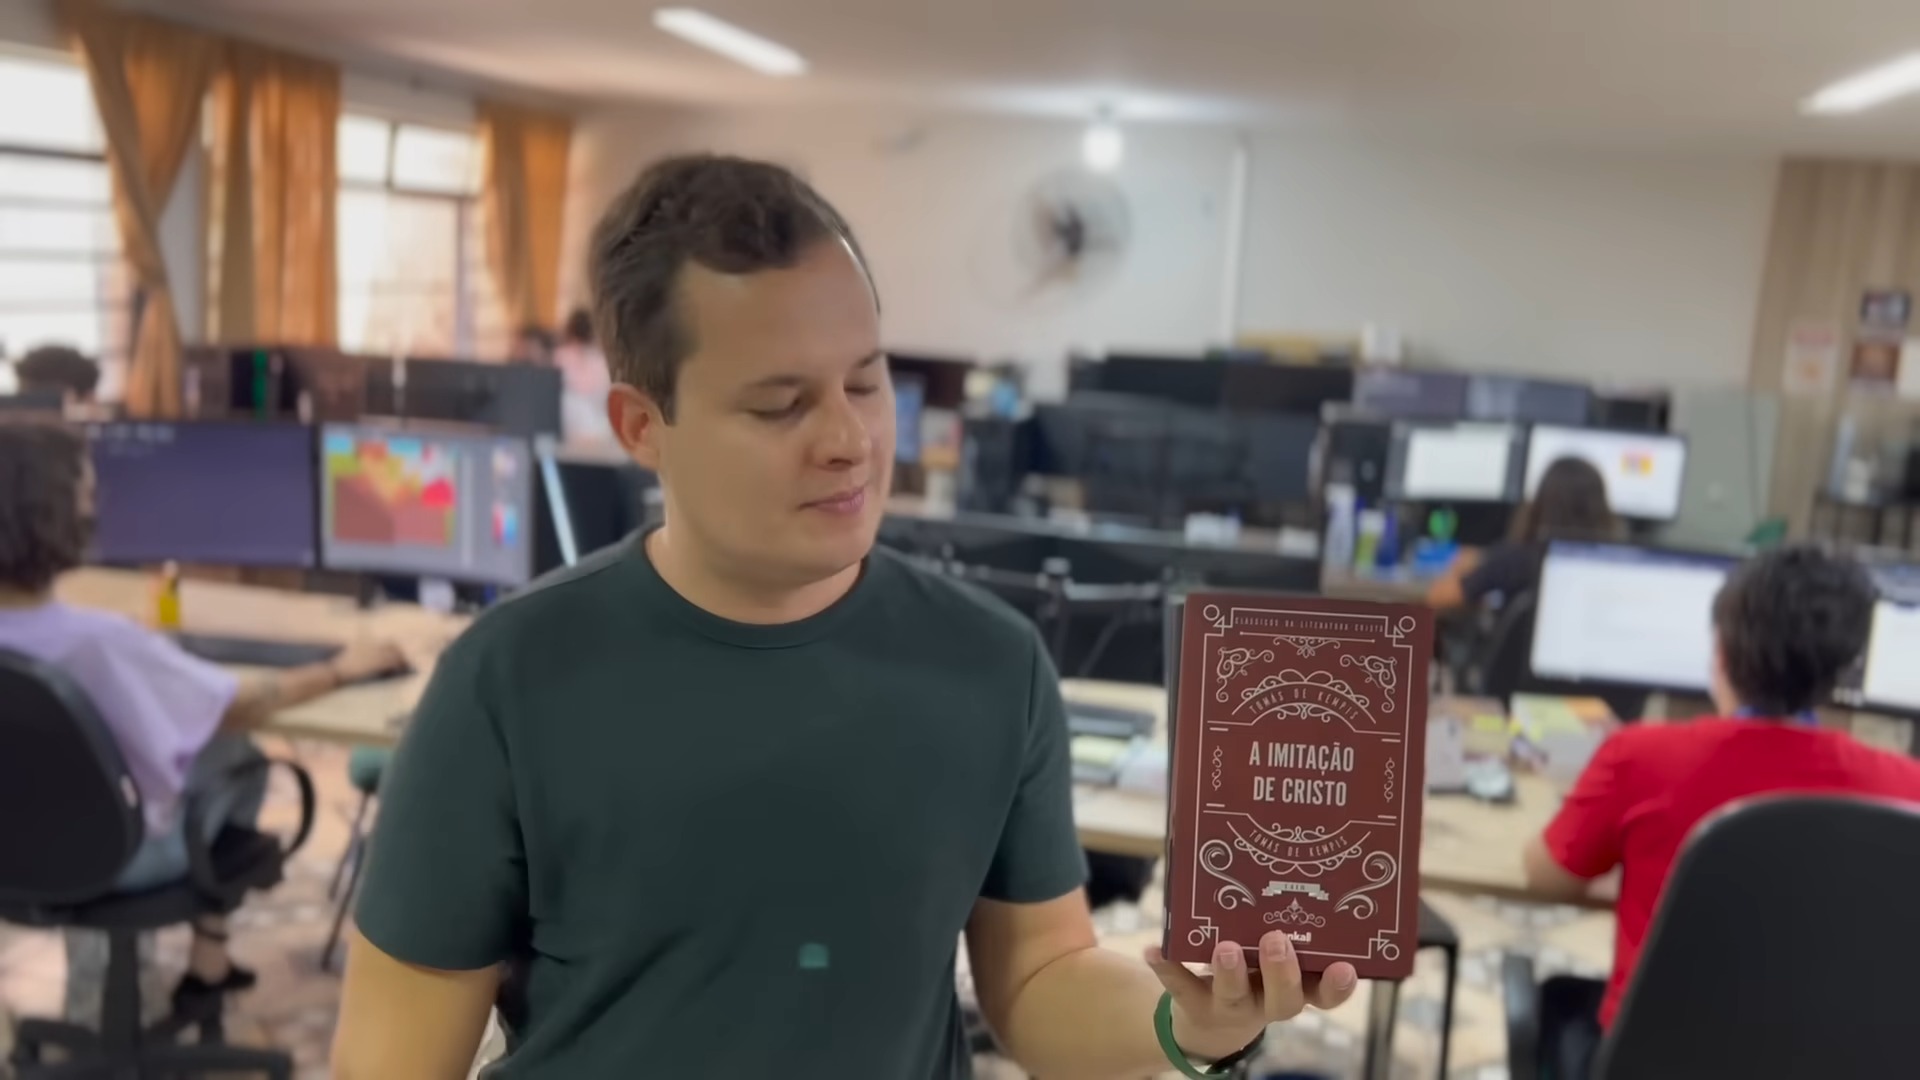 CLÁSSICOS DA LITERATURA CRISTÃ
TOMÁS DE KEMPIS
A IMITAÇÃO
DE CRISTO
TOMÁS DE KEMPIS